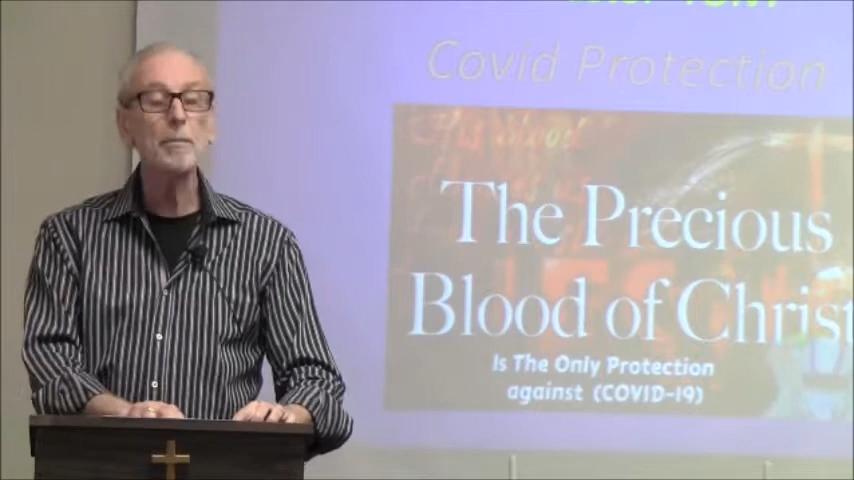 Covid Protection
The Precious
Blood of Christ
Is The Only Protection
against (COVID-19)